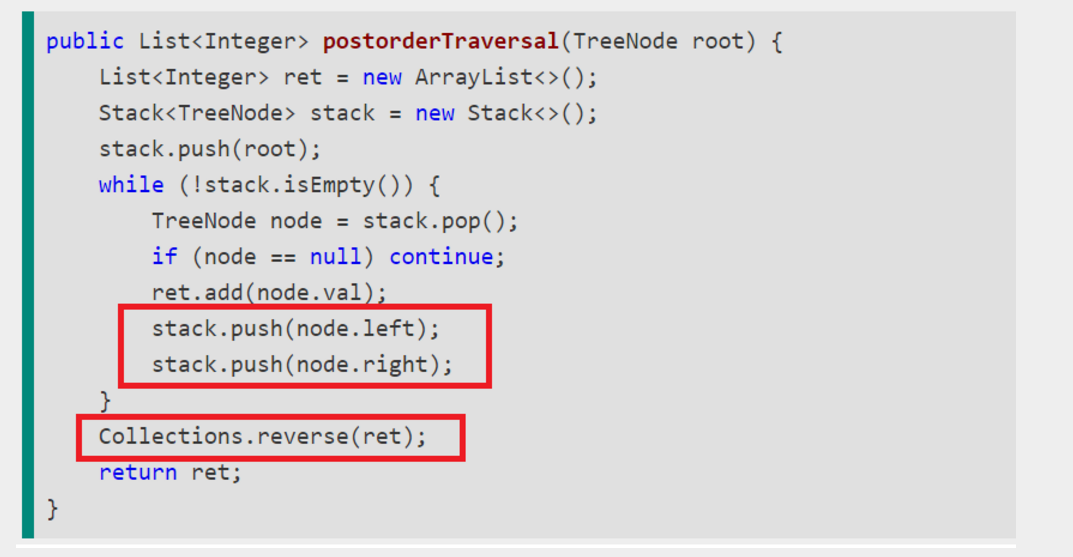 public List<Integer> postorderTraversal(TreeNode root) {
    List<Integer> ret = new ArrayList<>();
    Stack<TreeNode> stack = new Stack<>();
    stack.push(root);
    while (!stack.isEmpty()) {
        TreeNode node = stack.pop();
        if (node == null) continue;
        ret.add(node.val);
        stack.push(node.left);
        stack.push(node.right);
    }
    Collections.reverse(ret);
    return ret;
}